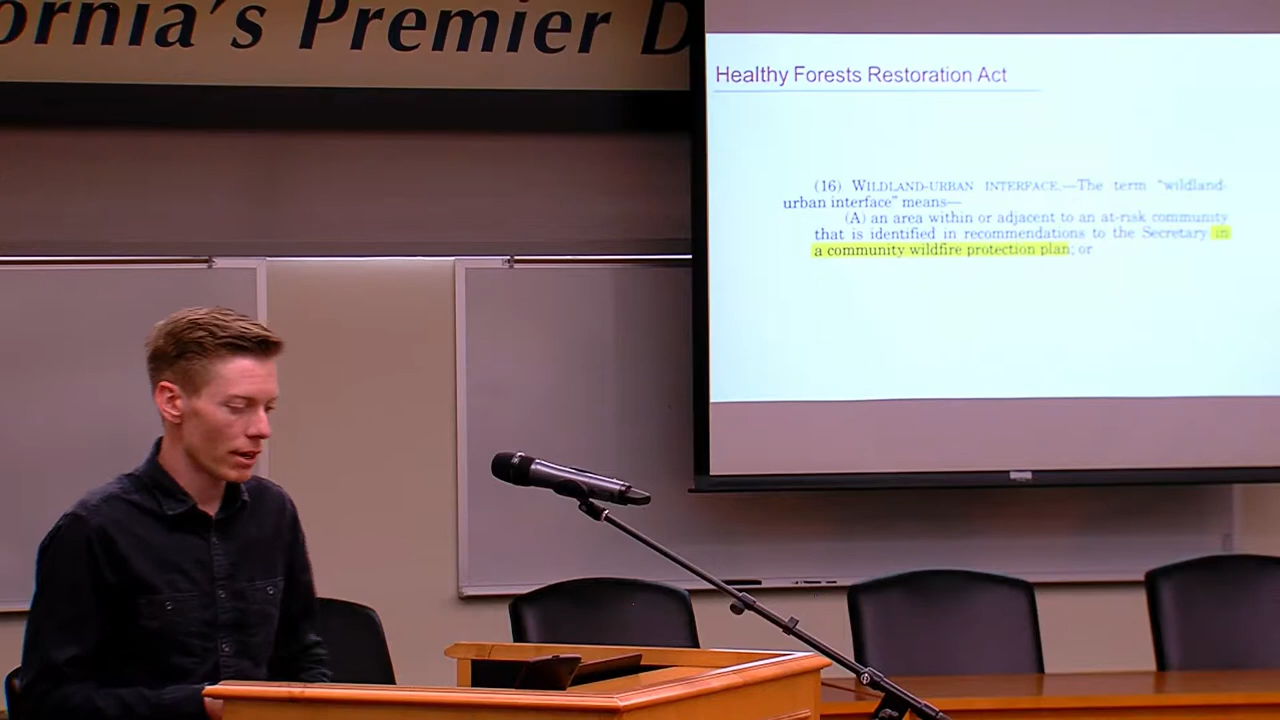 ornia's Premier D
Healthy Forests Restoration Act
(16) WILDLAND-URBAN INTERFACE.—The term "wildland-
urban interface" means—
(A) an area within or adjacent to an at-risk community
that is identified in recommendations to the Secretary in
a community wildfire protection plan; or